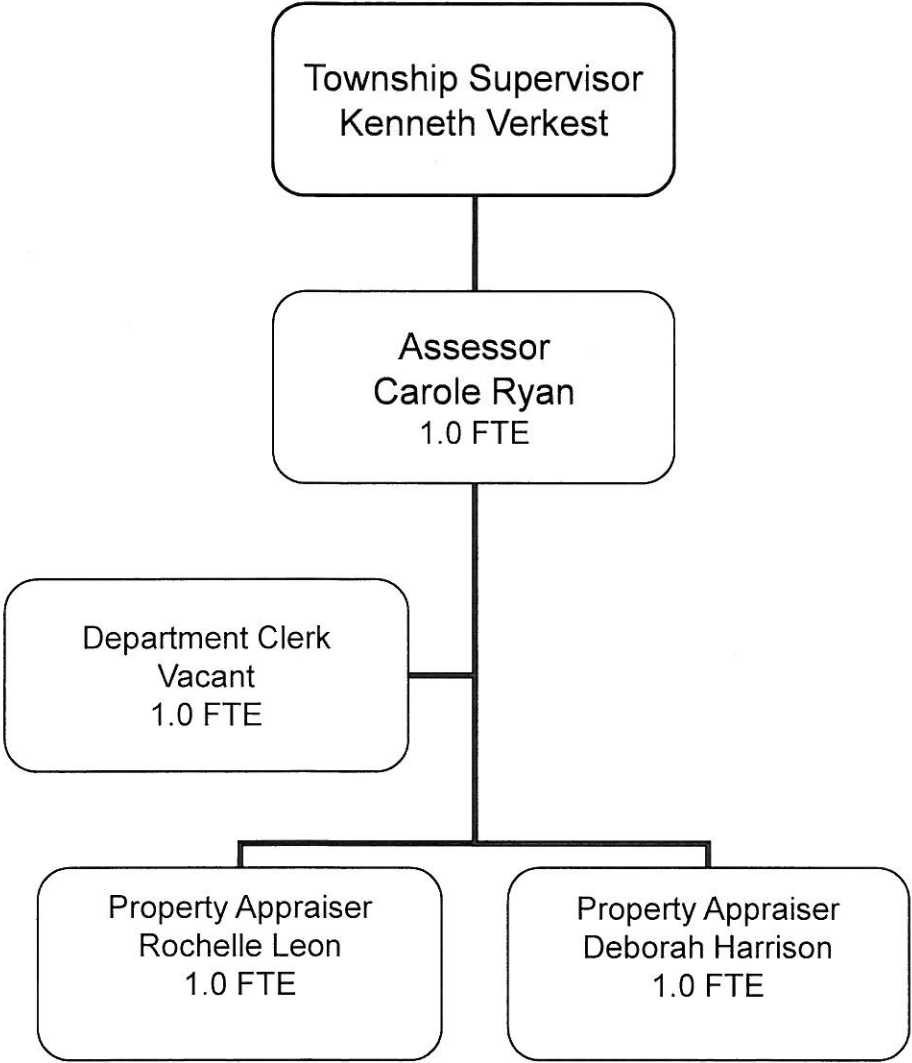 Township Supervisor
Kenneth Verkest
Assessor
Carole Ryan
1.0 FTE
Department Clerk
Vacant
1.0 FTE
Property Appraiser
Rochelle Leon
1.0 FTE
Property Appraiser
Deborah Harrison
1.0 FTE